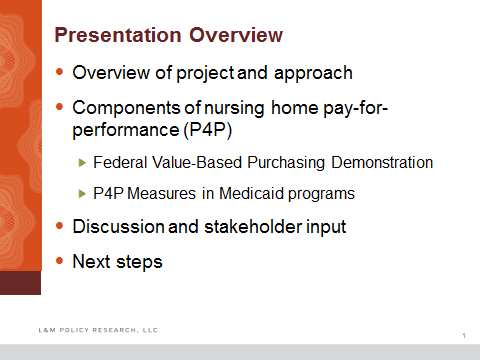 Presentation Overview
• Overview of project and approach
• Components of nursing home pay-for-
performance (P4P)
Federal Value-Based Purchasing Demonstration
P4P Measures in Medicaid programs
• Discussion and stakeholder input
• Next steps
L&M POLICY RESEARCH, LLC
1